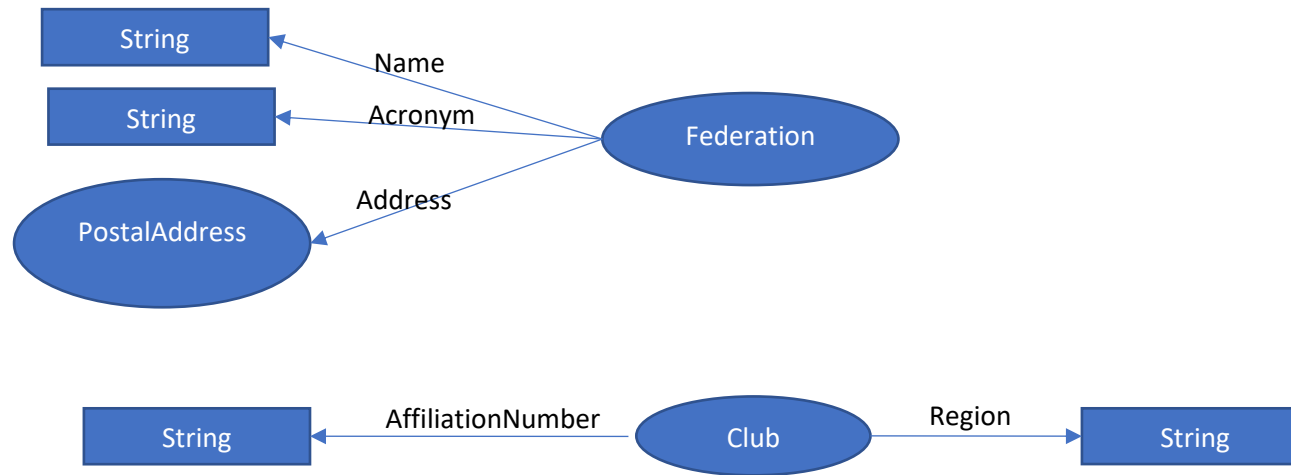 String
Name
String
Acronym
Federation
Address
PostalAddress
String
AffiliationNumber
Club
Region
String